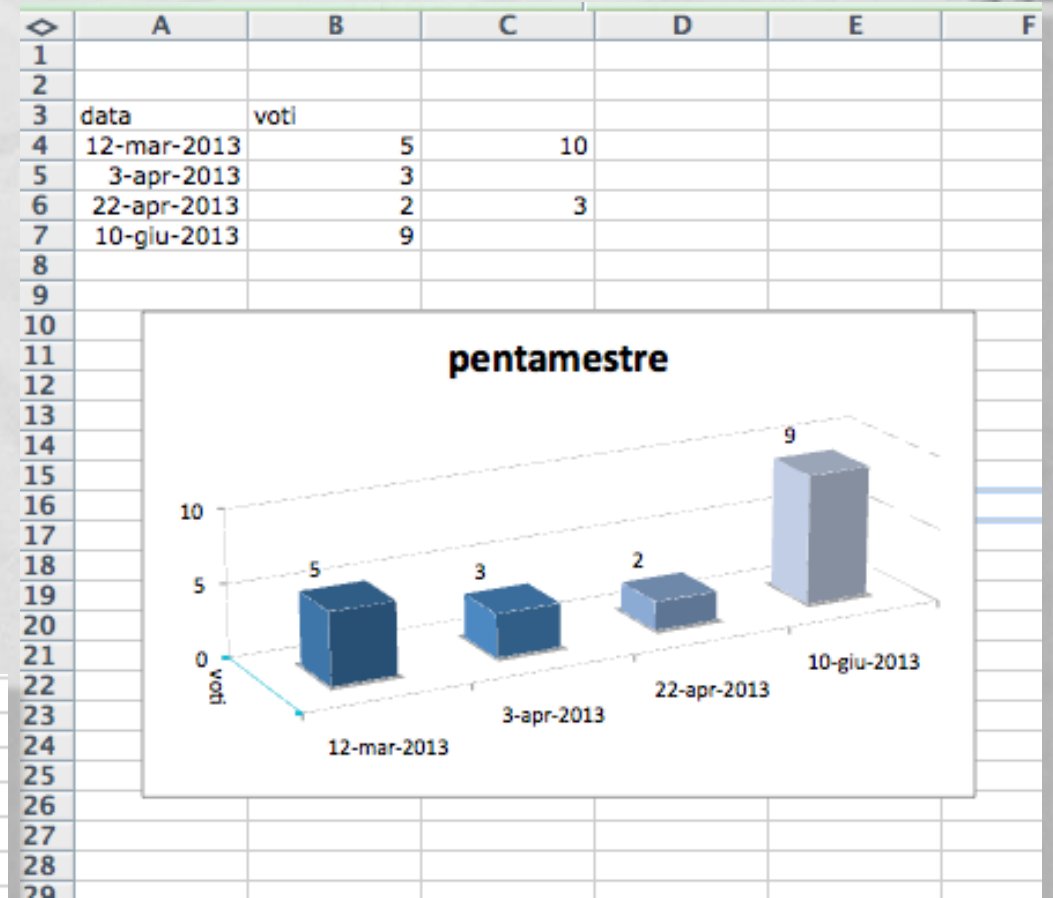 A B C D E F
1
2
3 data voti
4 12-mar-2013 5 10
5 3-apr-2013 3
6 22-apr-2013 2 3
7 10-giu-2013 9
8
9
10
11
12
13
14
15
16
17
18
19
20
21
22
23
24
25
26
27
28
29
pentamestre
10
5
0
5
3
2
9
voti
12-mar-2013
3-apr-2013
22-apr-2013
10-giu-2013